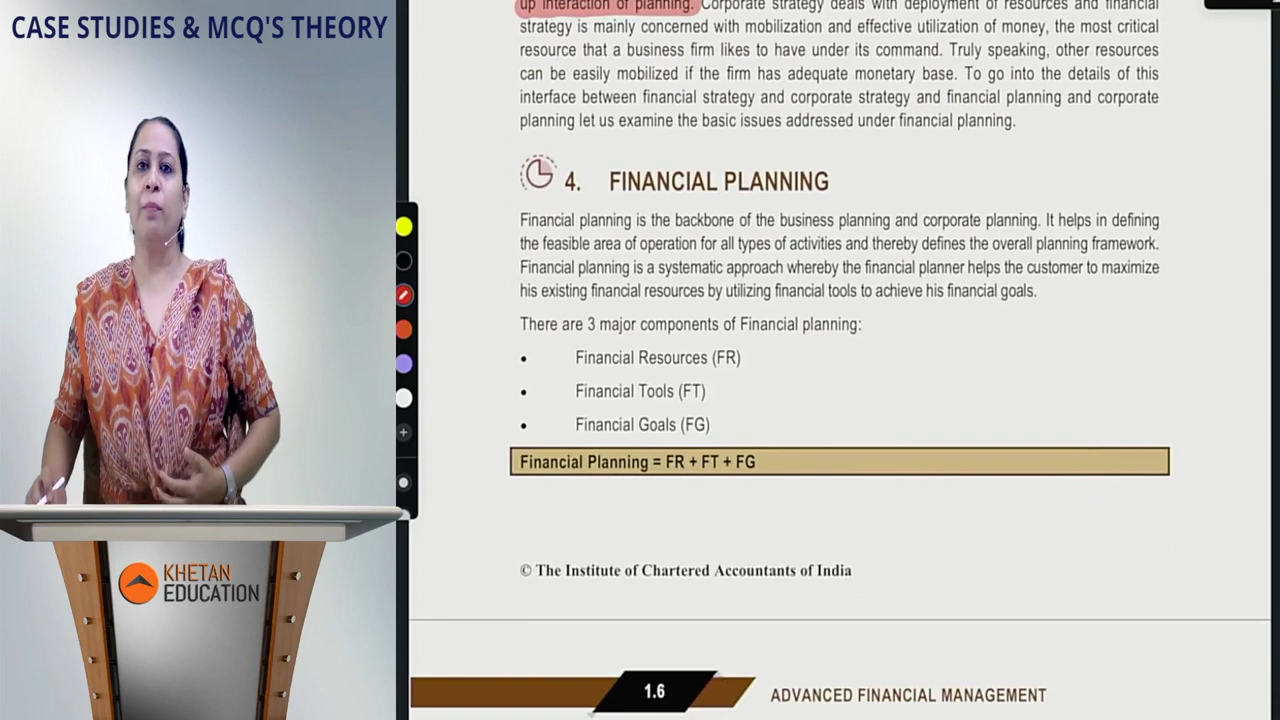 CASE STUDIES & MCQ'S THEORY
up interaction of planning. Corporate strategy deals with deployment of resources and financial
strategy is mainly concerned with mobilization and effective utilization of money, the most critical
resource that a business firm likes to have under its command. Truly speaking, other resources
can be easily mobilized if the firm has adequate monetary base. To go into the details of this
interface between financial strategy and corporate strategy and financial planning and corporate
planning let us examine the basic issues addressed under financial planning.
4. FINANCIAL PLANNING
Financial planning is the backbone of the business planning and corporate planning. It helps in defining
the feasible area of operation for all types of activities and thereby defines the overall planning framework.
Financial planning is a systematic approach whereby the financial planner helps the customer to maximize
his existing financial resources by utilizing financial tools to achieve his financial goals.
There are 3 major components of Financial planning:
• Financial Resources (FR)
• Financial Tools (FT)
• Financial Goals (FG)
Financial Planning = FR + FT + FG
© The Institute of Chartered Accountants of India
1.6 ADVANCED FINANCIAL MANAGEMENT
KHETAN
EDUCATION